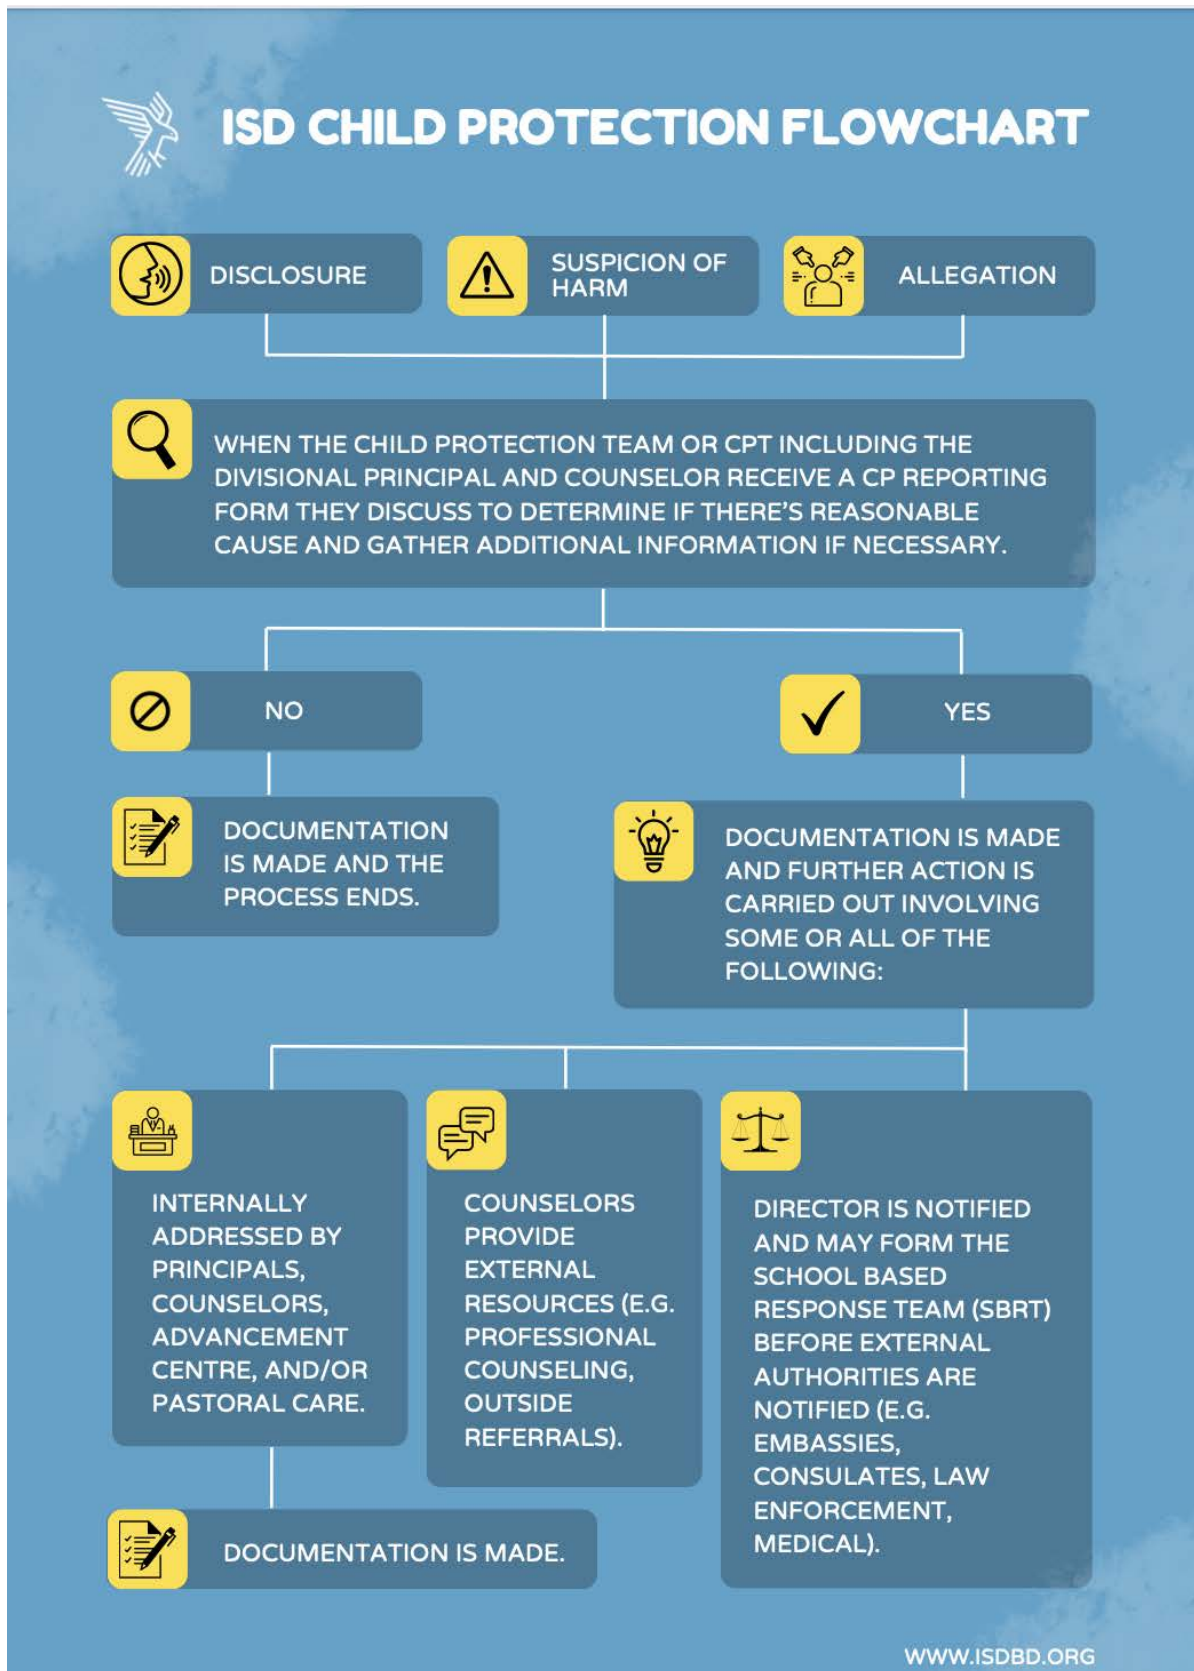 ISD CHILD PROTECTION FLOWCHART
DISCLOSURE
SUSPICION OF
HARM
ALLEGATION
WHEN THE CHILD PROTECTION TEAM OR CPT INCLUDING THE
DIVISIONAL PRINCIPAL AND COUNSELOR RECEIVE A CP REPORTING
FORM THEY DISCUSS TO DETERMINE IF THERE'S REASONABLE
CAUSE AND GATHER ADDITIONAL INFORMATION IF NECESSARY.
NO
YES
DOCUMENTATION
IS MADE AND THE
PROCESS ENDS.
DOCUMENTATION IS MADE
AND FURTHER ACTION IS
CARRIED OUT INVOLVING
SOME OR ALL OF THE
FOLLOWING:
INTERNALLY
ADDRESSED BY
PRINCIPALS,
COUNSELORS,
ADVANCEMENT
CENTRE, AND/OR
PASTORAL CARE.
COUNSELORS
PROVIDE
EXTERNAL
RESOURCES (E.G.
PROFESSIONAL
COUNSELING,
OUTSIDE
REFERRALS).
DIRECTOR IS NOTIFIED
AND MAY FORM THE
SCHOOL BASED
RESPONSE TEAM (SBRT)
BEFORE EXTERNAL
AUTHORITIES ARE
NOTIFIED (E.G.
EMBASSIES,
CONSULATES, LAW
ENFORCEMENT,
MEDICAL).
DOCUMENTATION IS MADE.
WWW.ISDBD.ORG